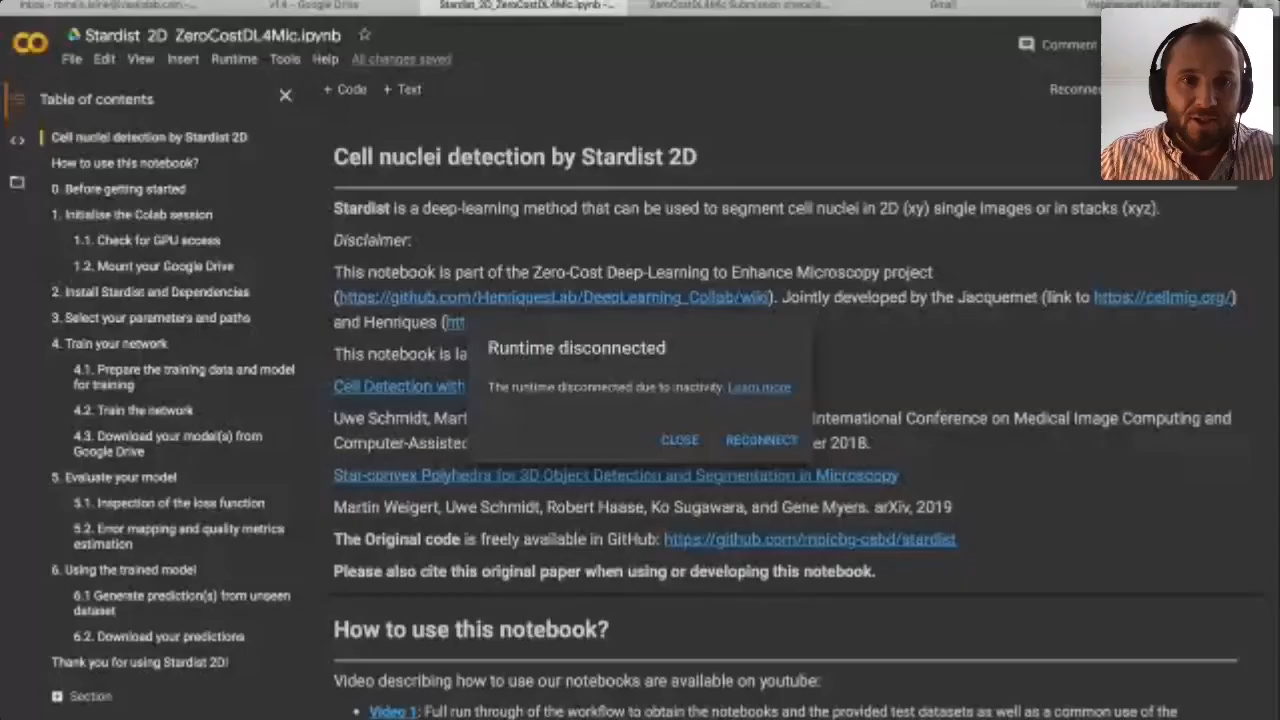 v1.4 - Google Drive
Stardist_2D_ZeroCostDL4Mic.ipynb -
Gmail
Stardist 2D ZeroCostDL4Mic.ipynb
Comment
File Edit View Insert Runtime Tools Help All changes saved
Table of contents
+ Code + Text
Reconnec
Cell nuclei detection by Stardist 2D
How to use this notebook?
0. Before getting started
1. Initialise the Colab session
1.1. Check for GPU access
1.2. Mount your Google Drive
2. Install Stardist and Dependencies
3. Select your parameters and paths
4. Train your network
4.1. Prepare the training data and model
for training
4.2. Train the network
4.3. Download your model(s) from
Google Drive
5. Evaluate your model
5.1. Inspection of the loss function
5.2. Error mapping and quality metrics
estimation
6. Using the trained model
6.1 Generate prediction(s) from unseen
dataset
6.2. Download your predictions
Thank you for using Stardist 2D!
Section
Cell nuclei detection by Stardist 2D
Stardist is a deep-learning method that can be used to segment cell nuclei in 2D (xy) single images or in stacks (xyz).
Disclaimer:
This notebook is part of the Zero-Cost Deep-Learning to Enhance Microscopy project
(https://github.com/HenriquesLab/DeepLearning_Collab/wiki). Jointly developed by the Jacquemet (link to https://cellmig.org/)
and Henriques (htt
This notebook is la
Cell Detection with
Uwe Schmidt, Mart International Conference on Medical Image Computing and
Computer-Assisted er 2018.
Runtime disconnected
The runtime disconnected due to inactivity. Learn more
CLOSE RECONNECT
Star-convex Polyhedra for 3D Object Detection and Segmentation in Microscopy
Martin Weigert, Uwe Schmidt, Robert Haase, Ko Sugawara, and Gene Myers. arXiv, 2019
The Original code is freely available in GitHub: https://github.com/mpicbg-csbd/stardist
Please also cite this original paper when using or developing this notebook.
How to use this notebook?
Video describing how to use our notebooks are available on youtube:
• Video 1: Full run through of the workflow to obtain the notebooks and the provided test datasets as well as a common use of the